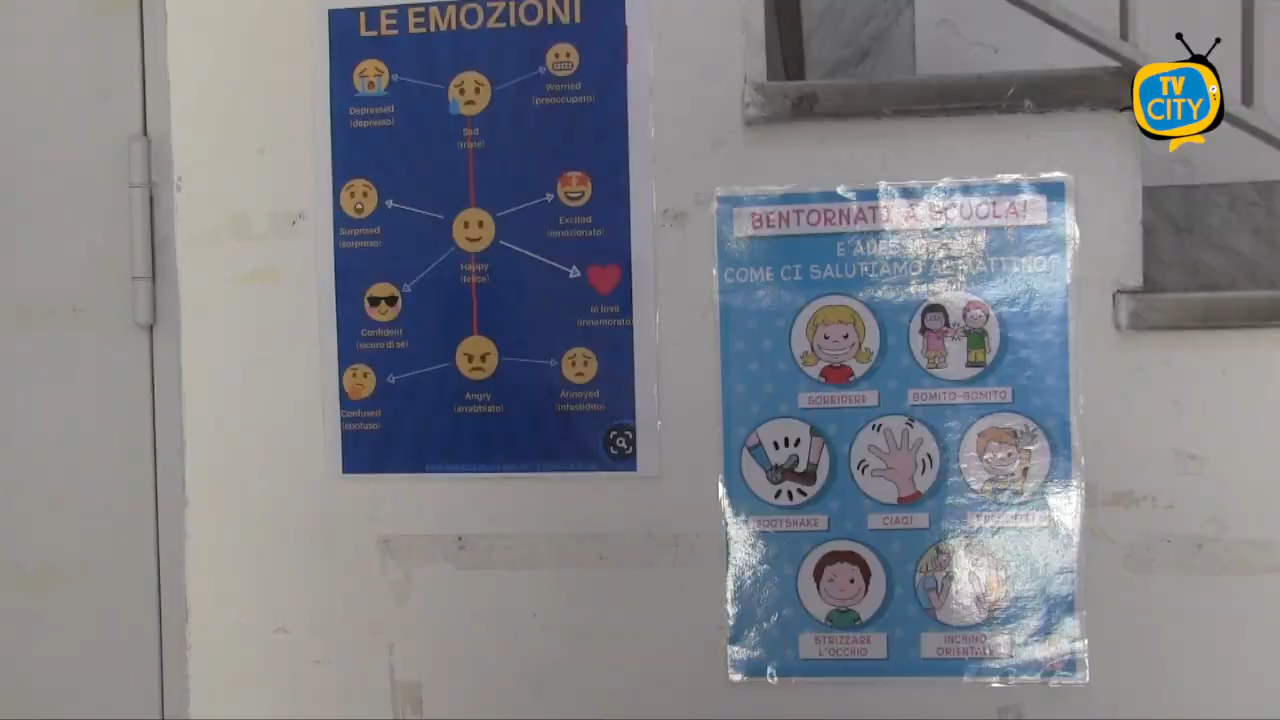 LE EMOZIONI
Depressed
(depresso)
Sad
(triste)
Worried
(preoccupato)
Surprised
(sorpreso)
Happy
(felice)
Excited
(emozionato)
Confident
(sicuro di se)
In love
(innamorato)
Confused
(confuso)
Angry
(arrabbiato)
Annoyed
(infastidito)
BENTORNATI A SCUOLA!
COME CI SALUTIAMO AL MATTINO?
SORRIDERE
GOMITO-GOMITO
FOOTSHAKE
CIAO!
STRIZZARE
L'OCCHIO
INCHINO
ORIENTALE
TV
CITY